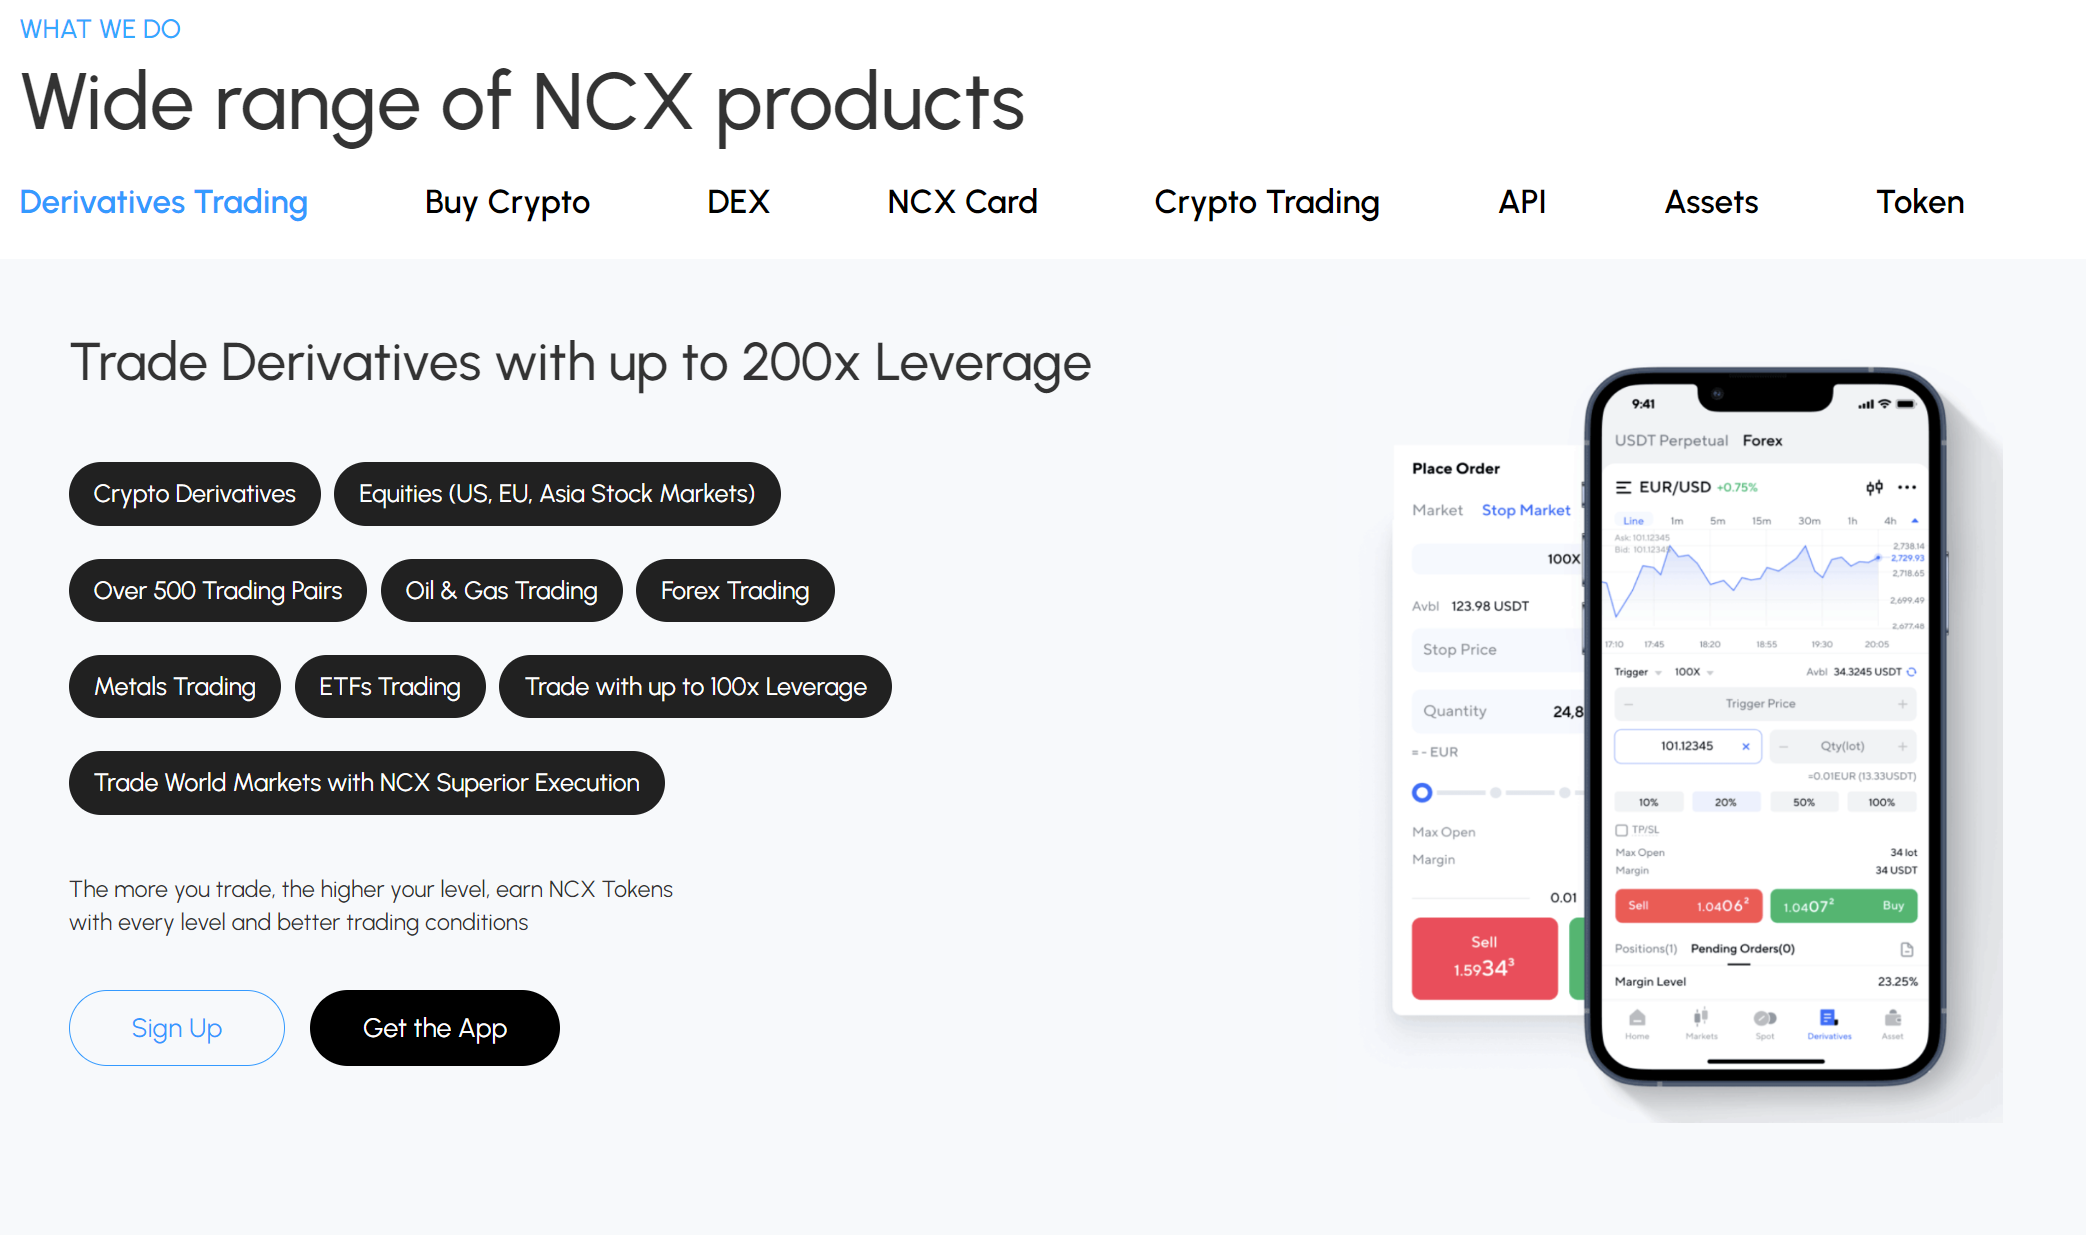 WHAT WE DO
Wide range of NCX products
Derivatives Trading Buy Crypto DEX NCX Card Crypto Trading API Assets Token
Trade Derivatives with up to 200x Leverage
Crypto Derivatives Equities (US, EU, Asia Stock Markets)
Over 500 Trading Pairs Oil & Gas Trading Forex Trading
Metals Trading ETFs Trading Trade with up to 100x Leverage
Trade World Markets with NCX Superior Execution
The more you trade, the higher your level, earn NCX Tokens
with every level and better trading conditions
Sign Up Get the App
Place Order
Market Stop Market
100X
Avbl 123.98 USDT
Stop Price
Quantity 24,8
= - EUR
Max Open
Margin
0.01
Sell
1.5934³
9:41
USDT Perpetual Forex
EUR/USD +0.75%
Line 1m 5m 15m 30m 1h 4h
Ask: 101.12345
Bid: 101.12345
2,738.14
2,729.93
2,718.65
2,699.49
2,677.48
17:10 17:45 18:20 18:55 19:30 20:05
Trigger 100X Avbl 34.3245 USDT
− Trigger Price +
101.12345 × − Qty(lot) +
≈0.01EUR (13.33USDT)
10% 20% 50% 100%
TP/SL
Max Open 34 lot
Margin 34 USDT
Sell 1.0406² 1.0407² Buy
Positions(1) Pending Orders(0)
Margin Level 23.25%
Home Markets Spot Derivatives Asset